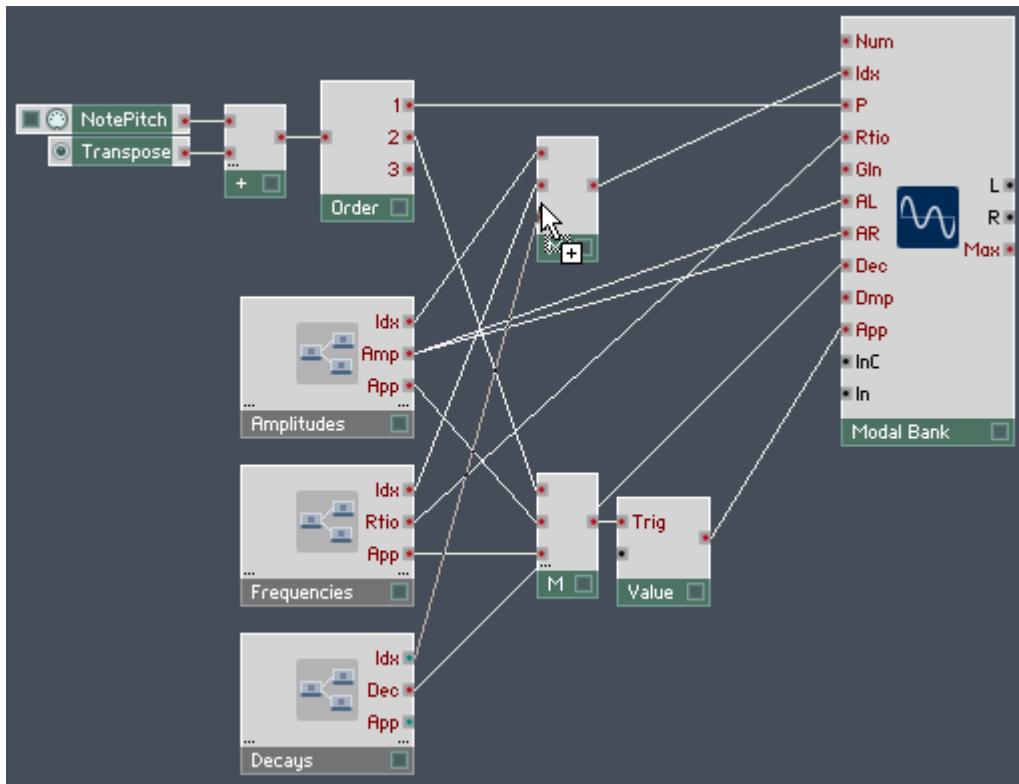 NotePitch
Transpose
...
+
1
2
3
Order
M
Num
Idx
P
Rtio
Gln
AL
AR
Dec
Dmp
App
InC
In
L
R
Max
Modal Bank
Idx
Amp
App
... ...
Amplitudes
Idx
Rtio
App
... ...
Frequencies
...
M
Trig
Value
Idx
Dec
App
... ...
Decays